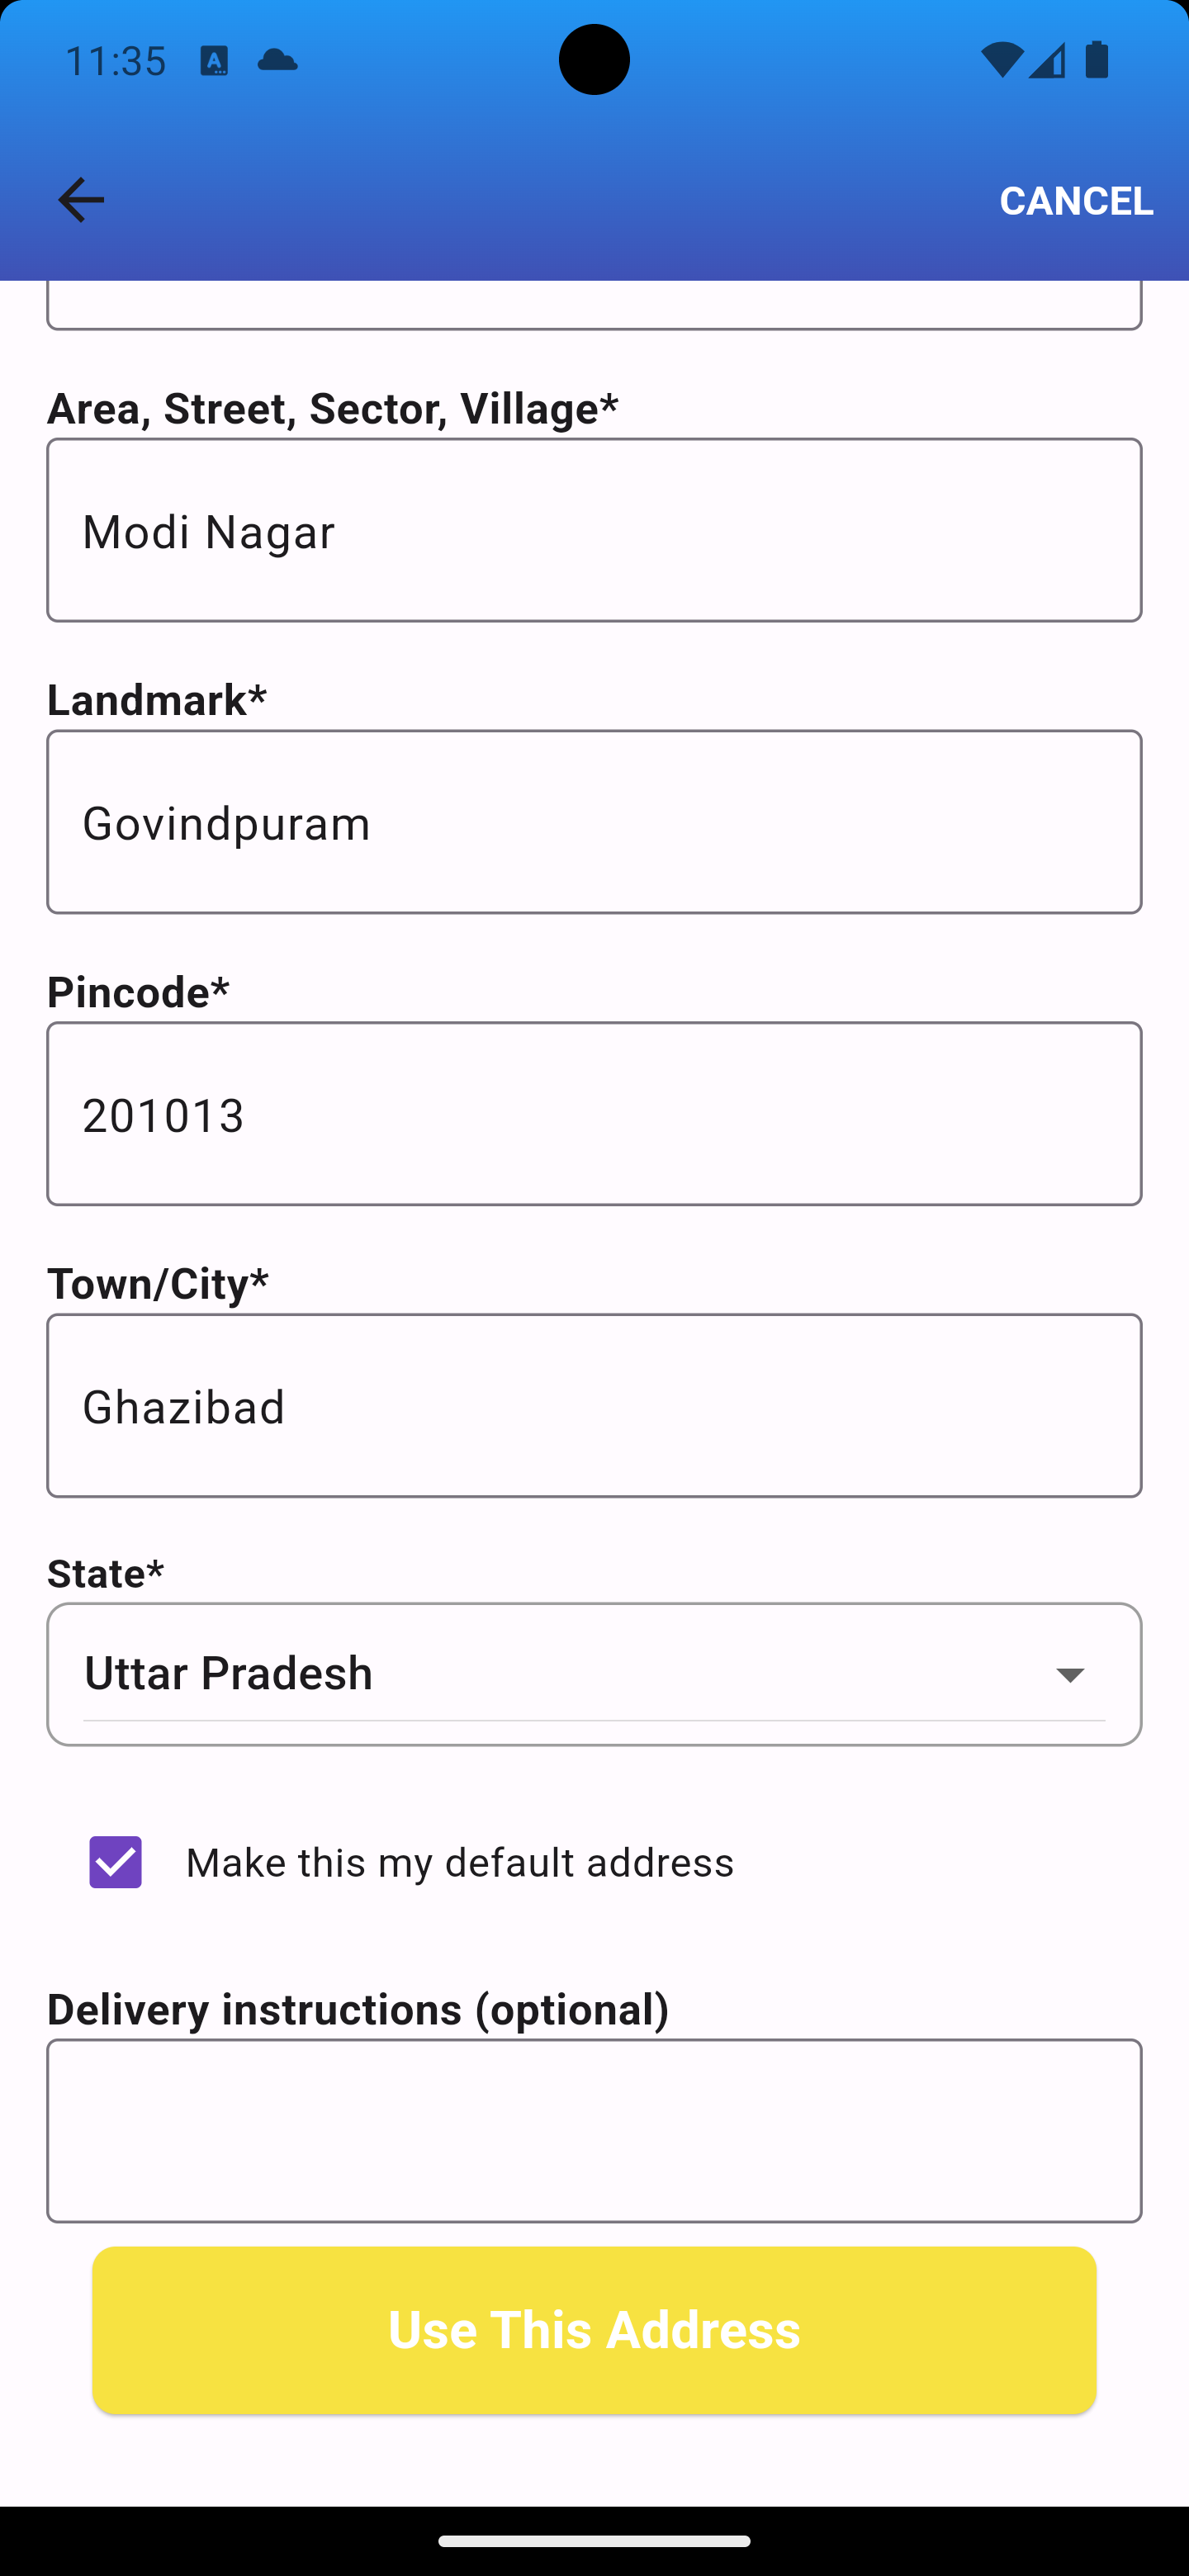 11:35
CANCEL
Area, Street, Sector, Village*
Modi Nagar
Landmark*
Govindpuram
Pincode*
201013
Town/City*
Ghazibad
State*
Uttar Pradesh
Make this my default address
Delivery instructions (optional)
Use This Address